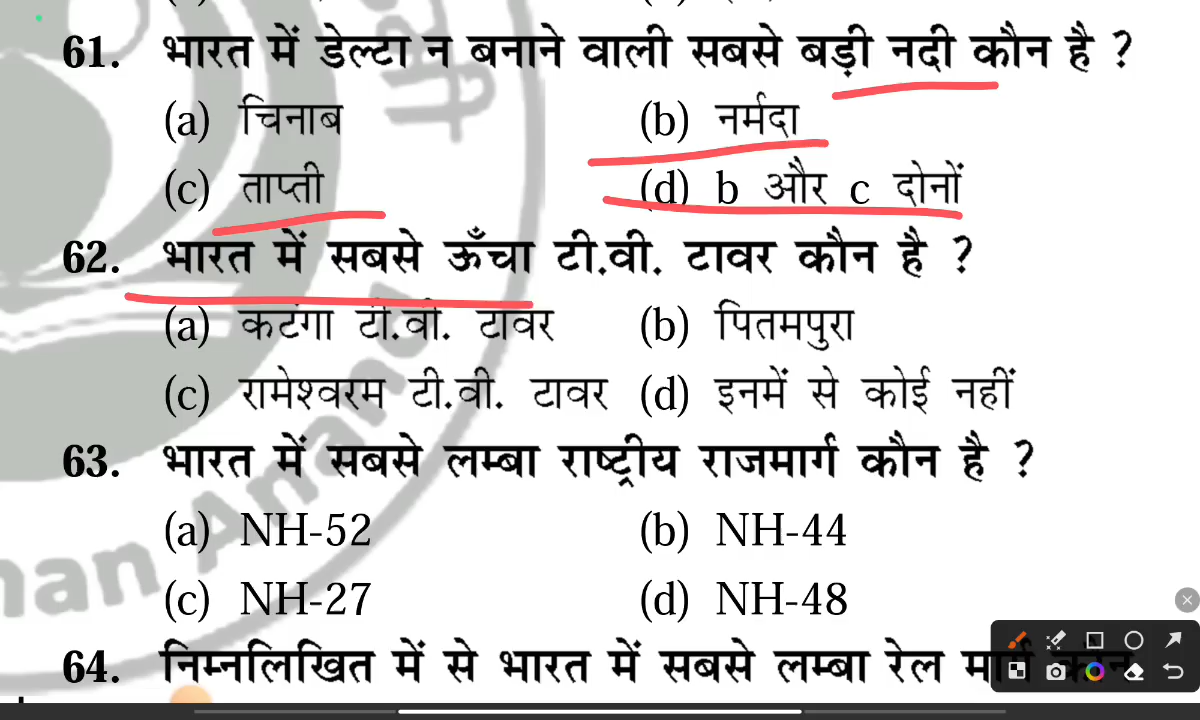 61. भारत में डेल्टा न बनाने वाली सबसे बड़ी नदी कौन है ?
(a) चिनाब (b) नर्मदा
(c) ताप्ती (d) b और c दोनों
62. भारत में सबसे ऊँचा टी.वी. टावर कौन है ?
(a) कटंगा टी.वी. टावर (b) पितमपुरा
(c) रामेश्वरम टी.वी. टावर (d) इनमें से कोई नहीं
63. भारत में सबसे लम्बा राष्ट्रीय राजमार्ग कौन है ?
(a) NH-52 (b) NH-44
(c) NH-27 (d) NH-48
64. निम्नलिखित में से भारत में सबसे लम्बा रेल मार्ग कौन
Anand